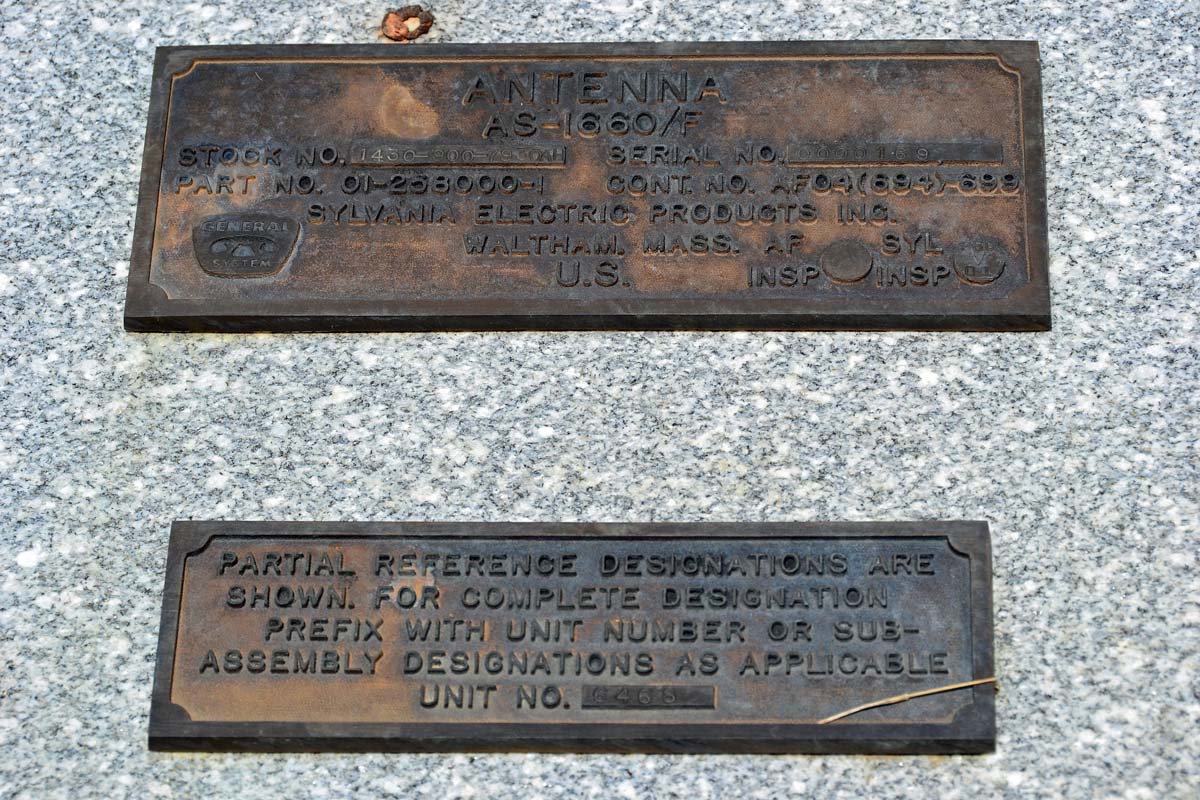 ANTENNA
AS-1660/F
STOCK NO. SERIAL NO.
PART NO. 01-258000-1 CONT. NO. AF04(694)-699
SYLVANIA ELECTRIC PRODUCTS INC.
GENERAL
SYSTEM
WALTHAM, MASS. AF SYL
U.S. INSP INSP
PARTIAL REFERENCE DESIGNATIONS ARE
SHOWN. FOR COMPLETE DESIGNATION
PREFIX WITH UNIT NUMBER OR SUB-
ASSEMBLY DESIGNATIONS AS APPLICABLE
UNIT NO. 6468